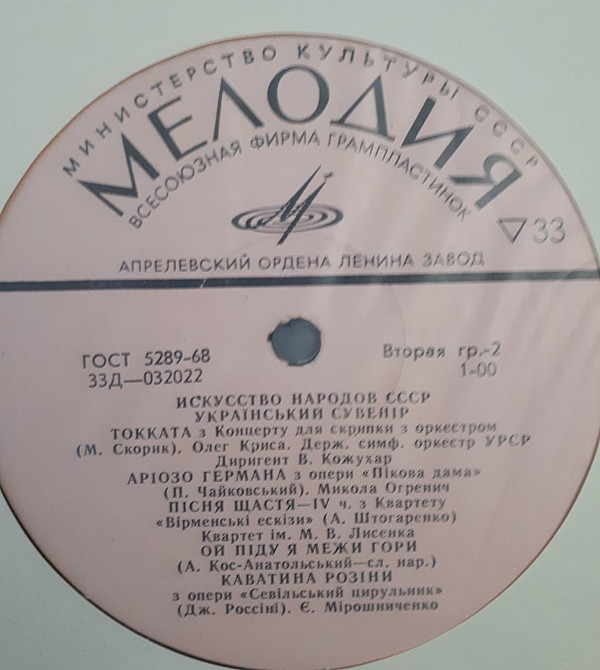 МИНИСТЕРСТВО КУЛЬТУРЫ СССР
МЕЛОДИЯ
ВСЕСОЮЗНАЯ ФИРМА ГРАМПЛАСТИНОК
▽33
АПРЕЛЕВСКИЙ ОРДЕНА ЛЕНИНА ЗАВОД
ГОСТ 5289-68
Вторая гр.-2
33Д—032022
1-00
ИСКУССТВО НАРОДОВ СССР
УКРАЇНСЬКИЙ СУВЕНІР
ТОККАТА з Концерту для скрипки з оркестром
(М. Скорик). Олег Криса. Держ. симф. оркестр УРСР
Диригент В. Кожухар
АРІОЗО ГЕРМАНА з опери «Пікова дама»
(П. Чайковський). Микола Огренич
ПІСНЯ ЩАСТЯ—IV ч. з Квартету
«Вірменські ескізи» (А. Штогаренко)
Квартет ім. М. В. Лисенка
ОЙ ПІДУ Я МЕЖИ ГОРИ
(А. Кос-Анатольський—сл. нар.)
КАВАТИНА РОЗІНИ
з опери «Севільський цирульник»
(Дж. Россіні). Є. Мірошниченко